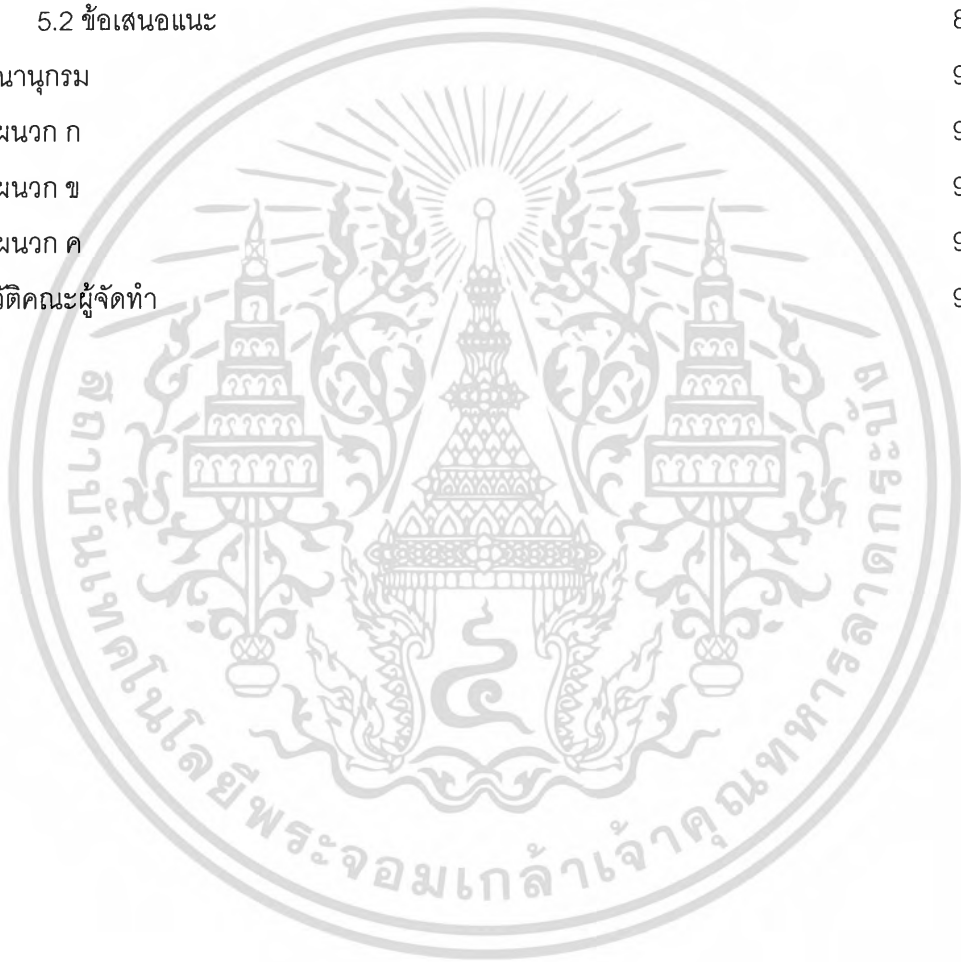 5.2 ข้อเสนอแนะ 8
ณานุกรม 9
ผนวก ก 9
ผนวก ข 9
ผนวก ค 9
วัติคณะผู้จัดทำ 9
สถาบันเทคโนโลยีพระจอมเกล้าเจ้าคุณทหารลาดกระบัง
๔